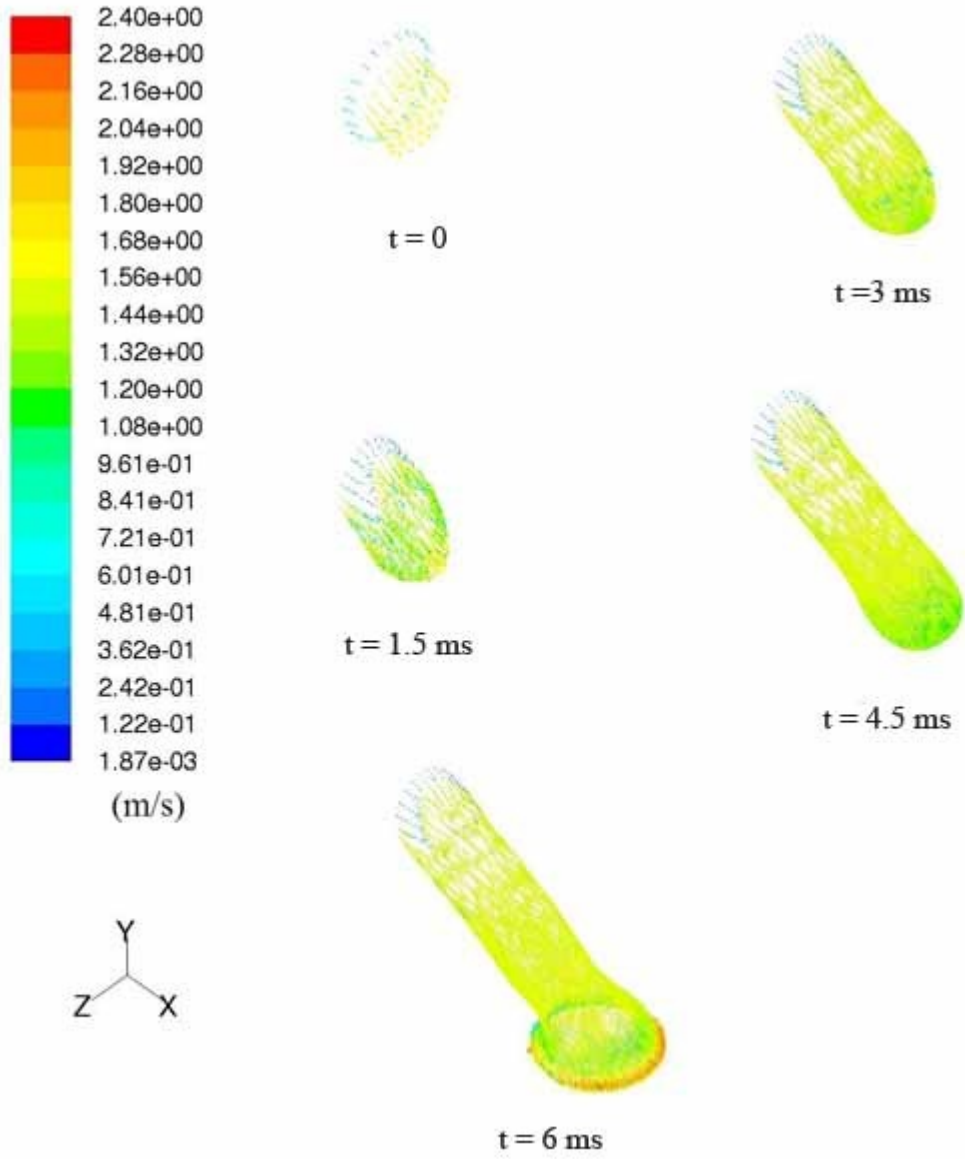 2.40e+00
2.28e+00
2.16e+00
2.04e+00
1.92e+00
1.80e+00
1.68e+00
1.56e+00
1.44e+00
1.32e+00
1.20e+00
1.08e+00
9.61e-01
8.41e-01
7.21e-01
6.01e-01
4.81e-01
3.62e-01
2.42e-01
1.22e-01
1.87e-03
(m/s)
t = 0
t =3 ms
t = 1.5 ms
t = 4.5 ms
t = 6 ms
Y
Z X